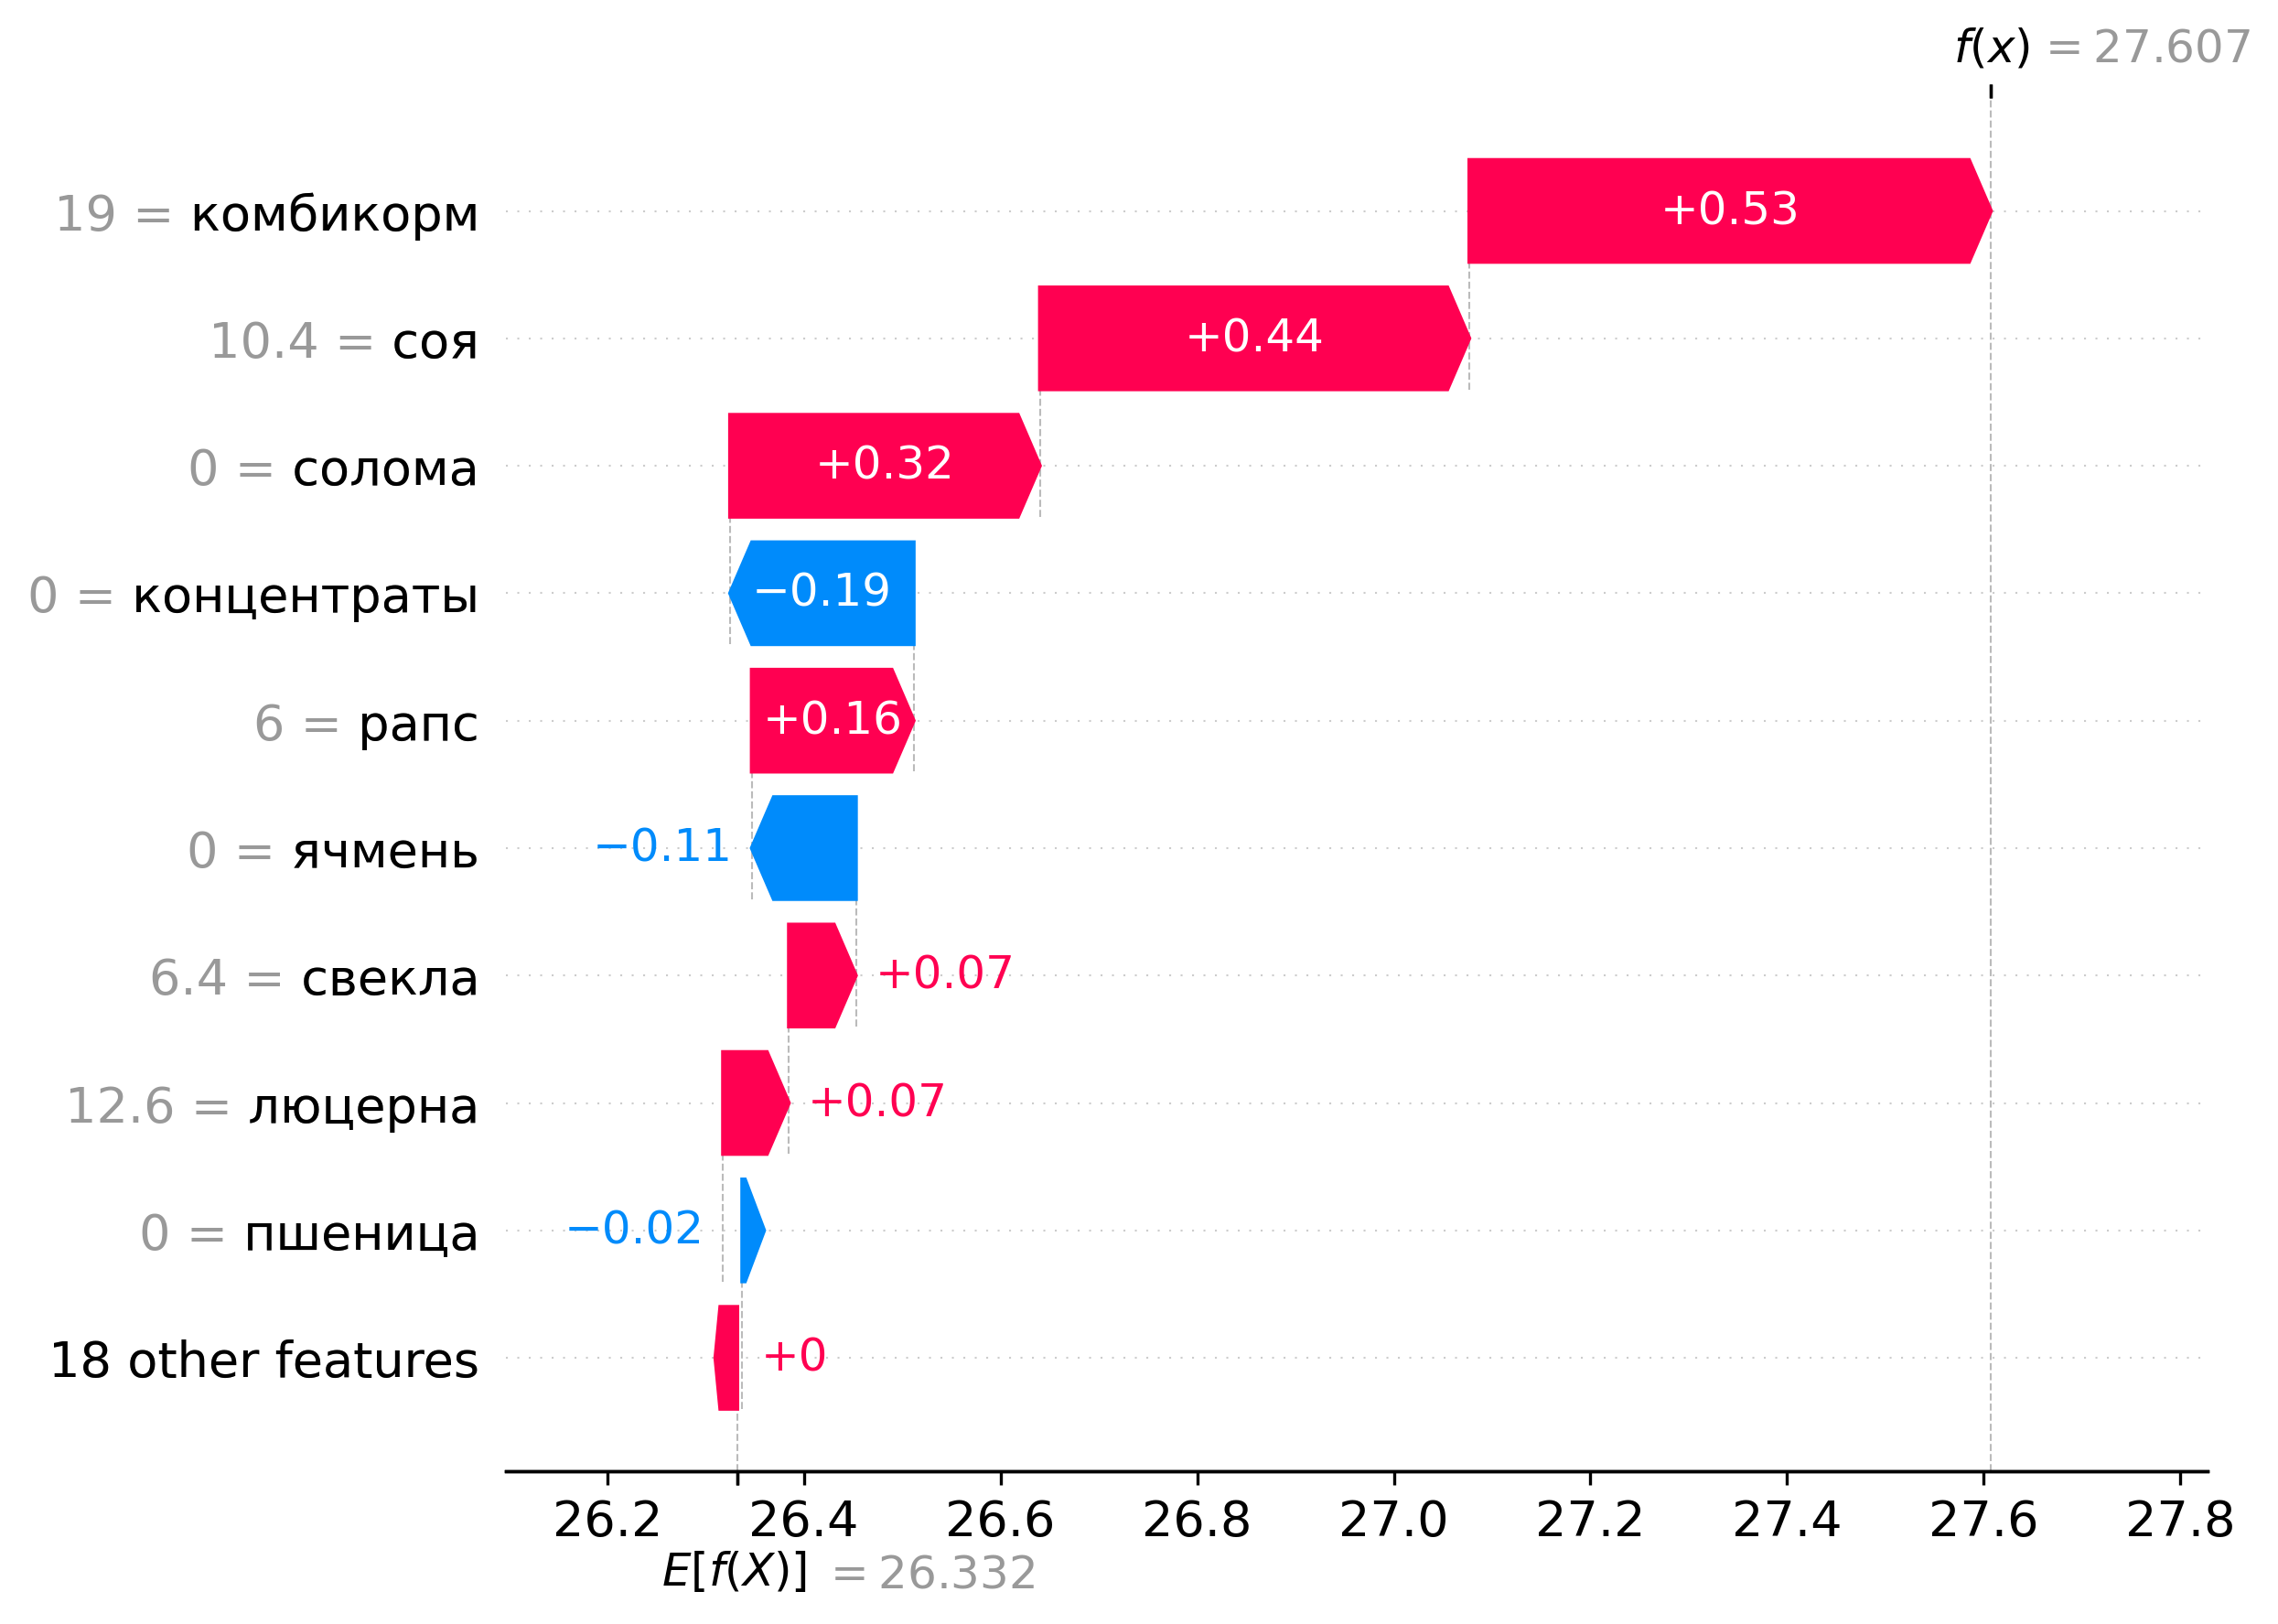 f(x) = 27.607
19 = комбикорм
+0.53
10.4 = соя
+0.44
0 = солома
+0.32
0 = концентраты
−0.19
6 = рапс
+0.16
0 = ячмень
−0.11
6.4 = свекла
+0.07
12.6 = люцерна
+0.07
0 = пшеница
−0.02
18 other features
+0
26.2 26.4 26.6 26.8 27.0 27.2 27.4 27.6 27.8
E[f(X)] = 26.332